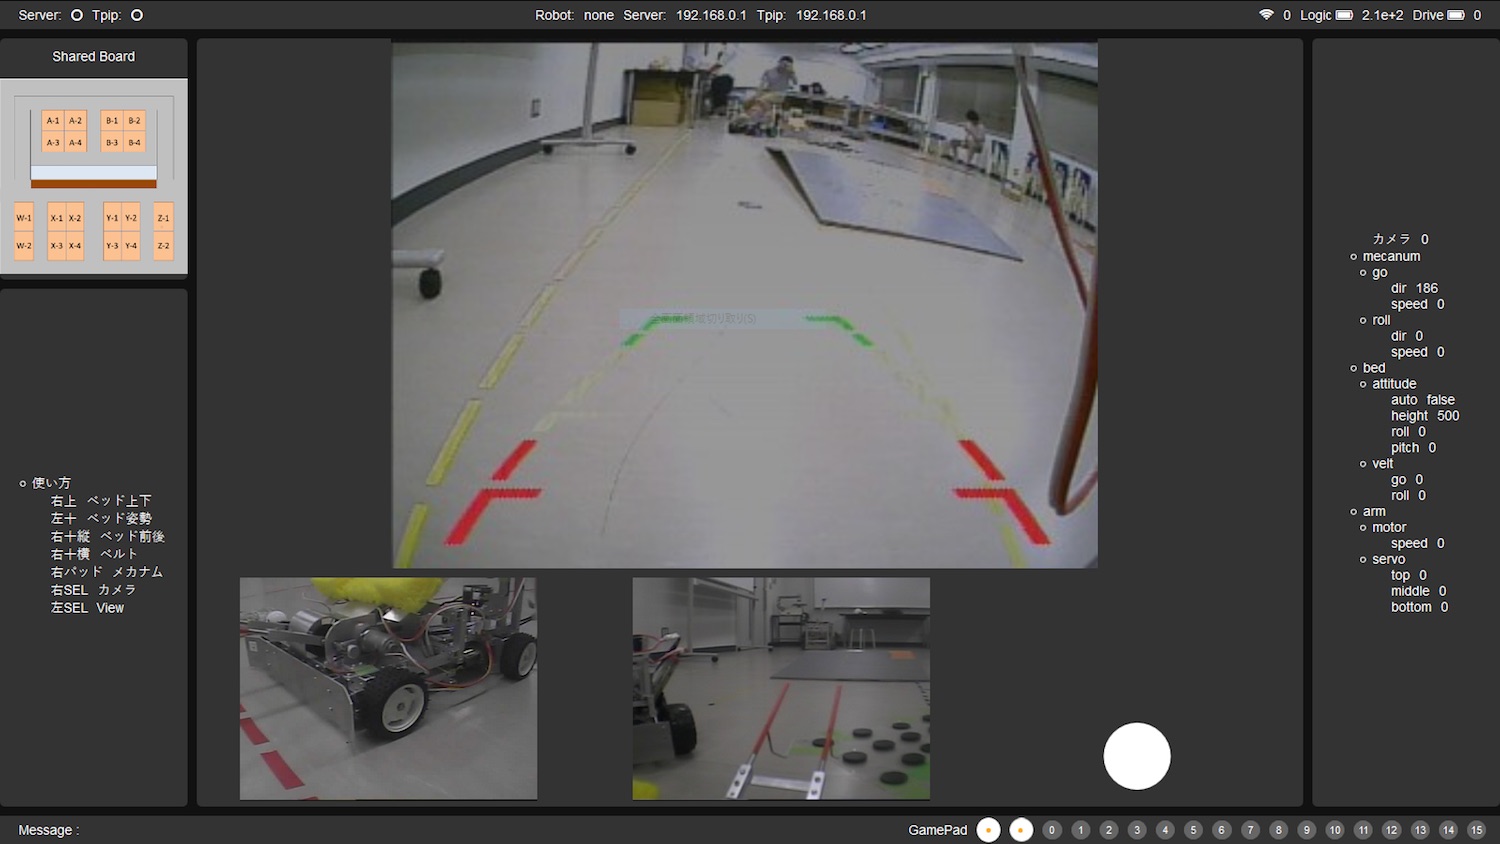 Server: Tpip:
Robot: none Server: 192.168.0.1 Tpip: 192.168.0.1
0 Logic 2.1e+2 Drive 0
Shared Board
A-1 A-2 B-1 B-2
A-3 A-4 B-3 B-4
W-1 X-1 X-2 Y-1 Y-2 Z-1
W-2 X-3 X-4 Y-3 Y-4 Z-2
使い方
右上 ベッド上下
左十 ベッド姿勢
右十縦 ベッド前後
右十横 ベルト
右パッド メカナム
右SEL カメラ
左SEL View
領域切り取り(S)
カメラ 0
mecanum
go
dir 186
speed 0
roll
dir 0
speed 0
bed
attitude
auto false
height 500
roll 0
pitch 0
velt
go 0
roll 0
arm
motor
speed 0
servo
top 0
middle 0
bottom 0
Message :
GamePad 0 1 2 3 4 5 6 7 8 9 10 11 12 13 14 15